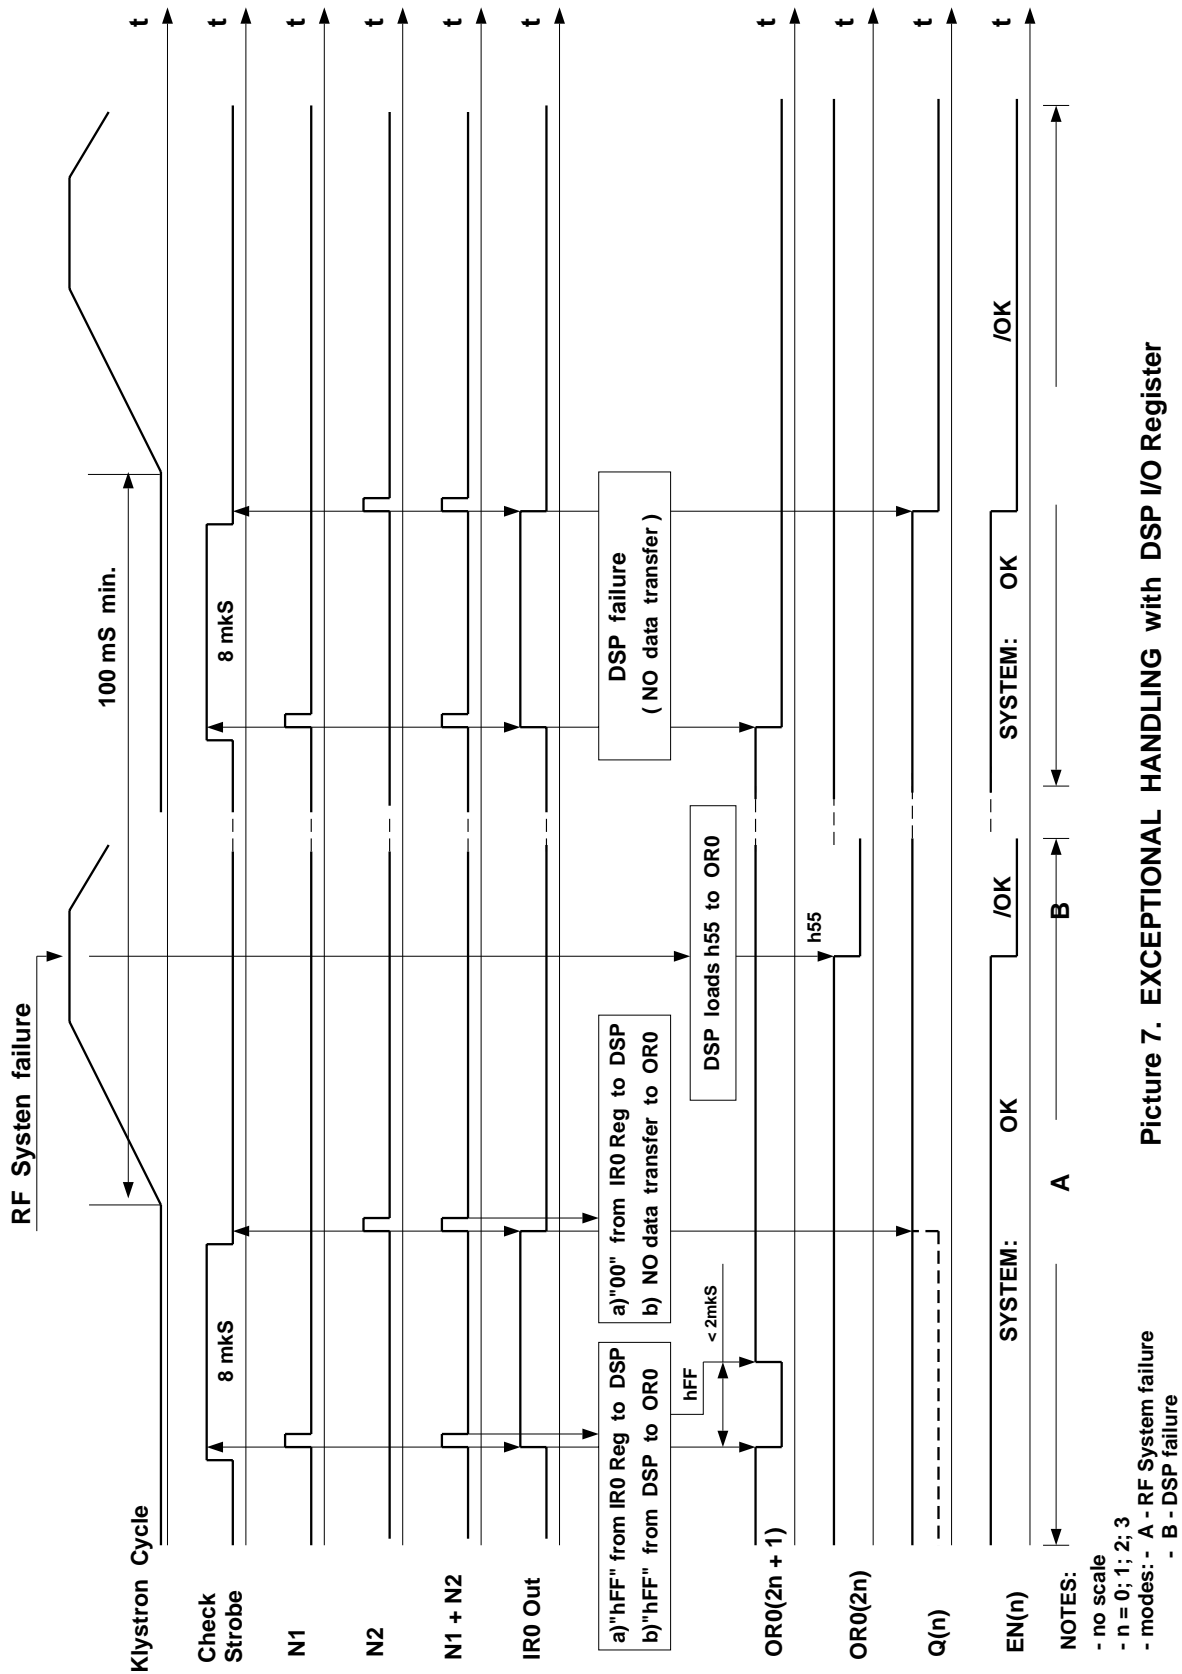 RF Systen failure
100 mS min.
Klystron Cycle
t
Check
Strobe
8 mkS
8 mkS
t
N1
t
N2
t
N1 + N2
t
IR0 Out
t
a)"hFF" from IR0 Reg to DSP
b)"hFF" from DSP to OR0
a)"00" from IR0 Reg to DSP
b) NO data transfer to OR0
DSP failure
( NO data transfer )
hFF
< 2mkS
DSP loads h55 to OR0
OR0(2n + 1)
t
h55
OR0(2n)
t
Q(n)
t
EN(n)
SYSTEM:
OK
/OK
SYSTEM:
OK
/OK
t
A
B
NOTES:
- no scale
- n = 0; 1; 2; 3
- modes: - A - RF System failure
- B - DSP failure
Picture 7. EXCEPTIONAL HANDLING with DSP I/O Register